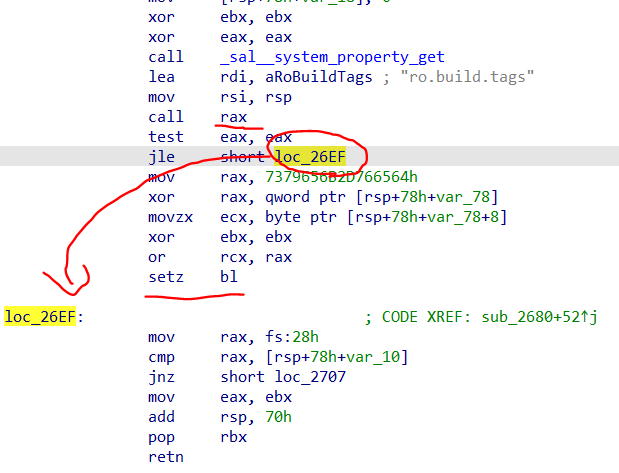 mov [rsp+78h+var_18], 0
xor ebx, ebx
xor eax, eax
call _sal__system_property_get
lea rdi, aRoBuildTags ; "ro.build.tags"
mov rsi, rsp
call rax
test eax, eax
jle short loc_26EF
mov rax, 7379656B2D766564h
xor rax, qword ptr [rsp+78h+var_78]
movzx ecx, byte ptr [rsp+78h+var_78+8]
xor ebx, ebx
or rcx, rax
setz bl
loc_26EF: ; CODE XREF: sub_2680+52↑j
mov rax, fs:28h
cmp rax, [rsp+78h+var_10]
jnz short loc_2707
mov eax, ebx
add rsp, 70h
pop rbx
retn